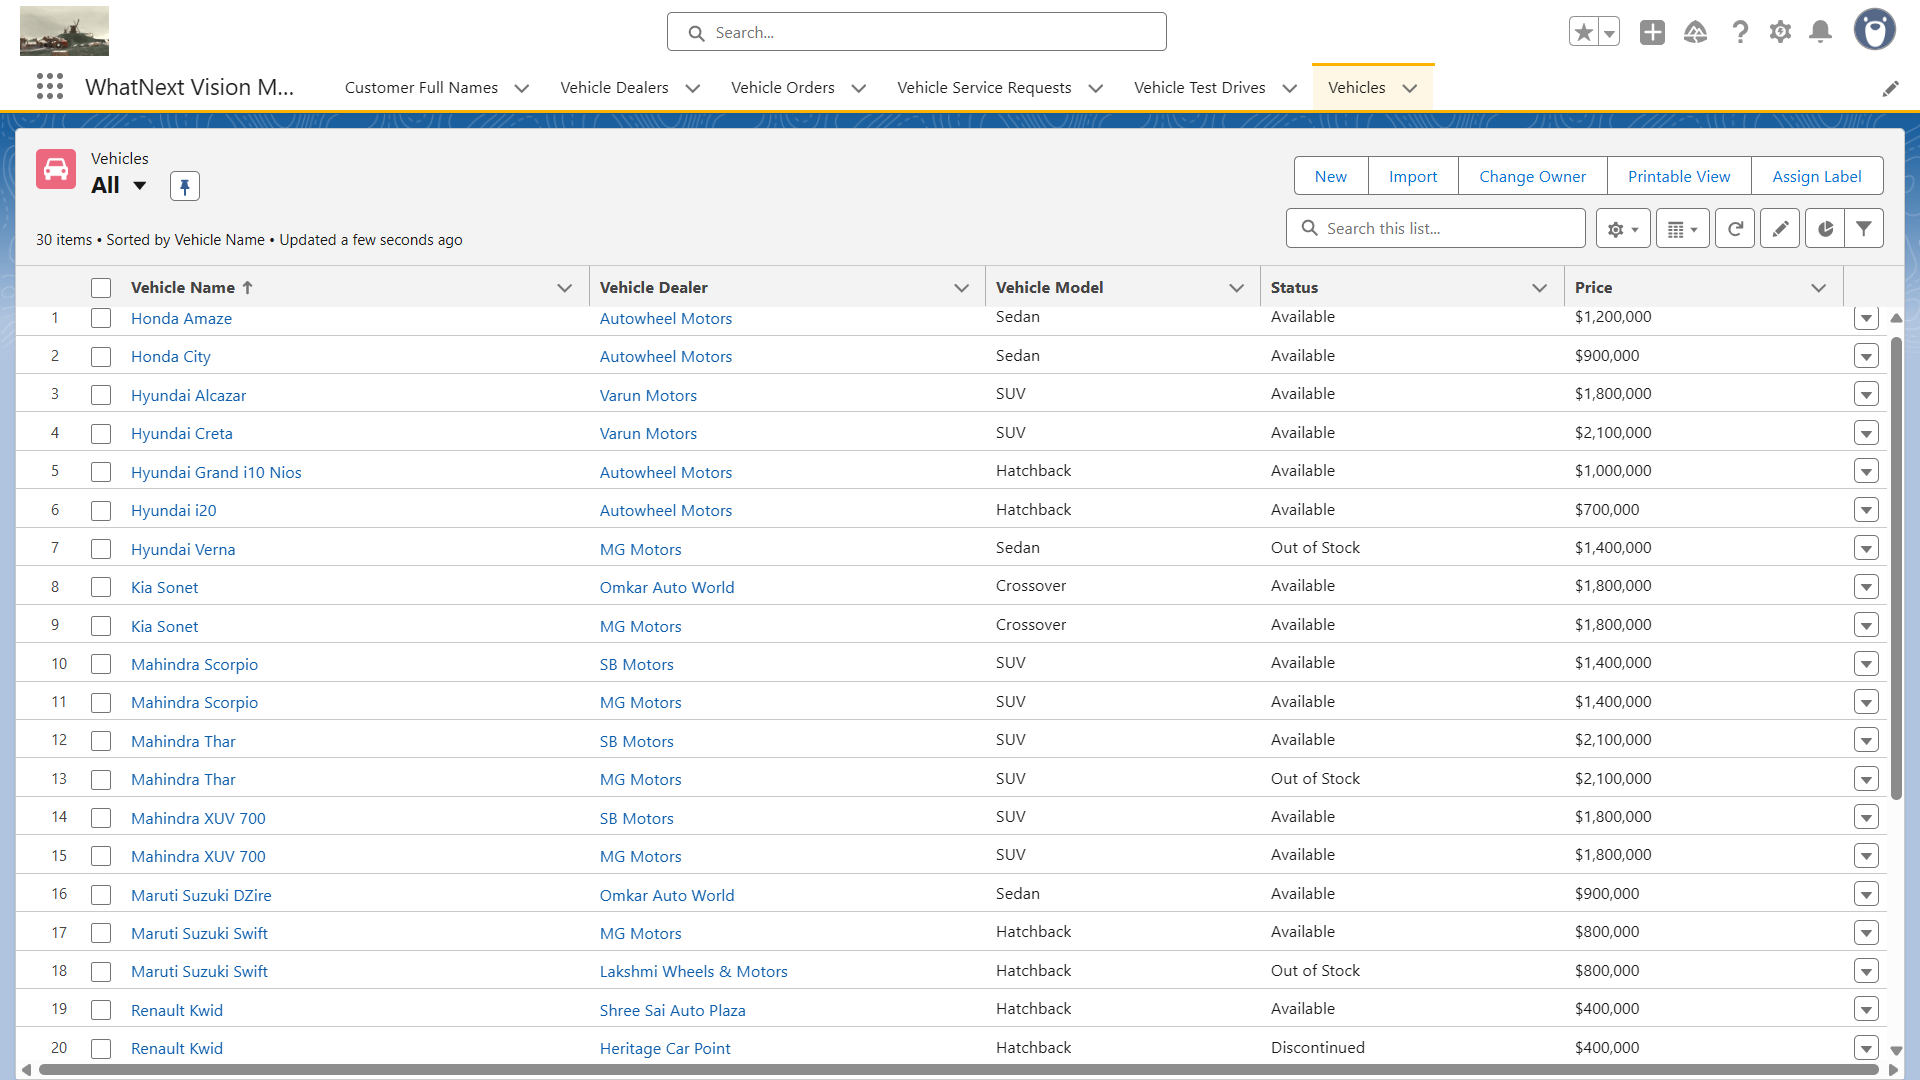 Search...
WhatNext Vision M...
Customer Full Names
Vehicle Dealers
Vehicle Orders
Vehicle Service Requests
Vehicle Test Drives
Vehicles
Vehicles
All
New
Import
Change Owner
Printable View
Assign Label
30 items • Sorted by Vehicle Name • Updated a few seconds ago
Search this list...
Vehicle Name Vehicle Dealer Vehicle Model Status Price
1 Honda Amaze Autowheel Motors Sedan Available $1,200,000
2 Honda City Autowheel Motors Sedan Available $900,000
3 Hyundai Alcazar Varun Motors SUV Available $1,800,000
4 Hyundai Creta Varun Motors SUV Available $2,100,000
5 Hyundai Grand i10 Nios Autowheel Motors Hatchback Available $1,000,000
6 Hyundai i20 Autowheel Motors Hatchback Available $700,000
7 Hyundai Verna MG Motors Sedan Out of Stock $1,400,000
8 Kia Sonet Omkar Auto World Crossover Available $1,800,000
9 Kia Sonet MG Motors Crossover Available $1,800,000
10 Mahindra Scorpio SB Motors SUV Available $1,400,000
11 Mahindra Scorpio MG Motors SUV Available $1,400,000
12 Mahindra Thar SB Motors SUV Available $2,100,000
13 Mahindra Thar MG Motors SUV Out of Stock $2,100,000
14 Mahindra XUV 700 SB Motors SUV Available $1,800,000
15 Mahindra XUV 700 MG Motors SUV Available $1,800,000
16 Maruti Suzuki DZire Omkar Auto World Sedan Available $900,000
17 Maruti Suzuki Swift MG Motors Hatchback Available $800,000
18 Maruti Suzuki Swift Lakshmi Wheels & Motors Hatchback Out of Stock $800,000
19 Renault Kwid Shree Sai Auto Plaza Hatchback Available $400,000
20 Renault Kwid Heritage Car Point Hatchback Discontinued $400,000